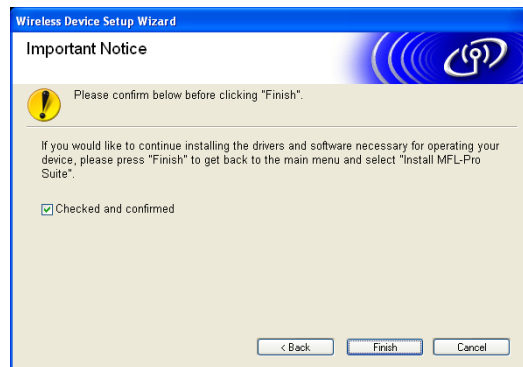 Wireless Device Setup Wizard
Important Notice
Please confirm below before clicking "Finish".
If you would like to continue installing the drivers and software necessary for operating your
device, please press "Finish" to get back to the main menu and select "Install MFL-Pro
Suite".
Checked and confirmed
< Back Finish Cancel